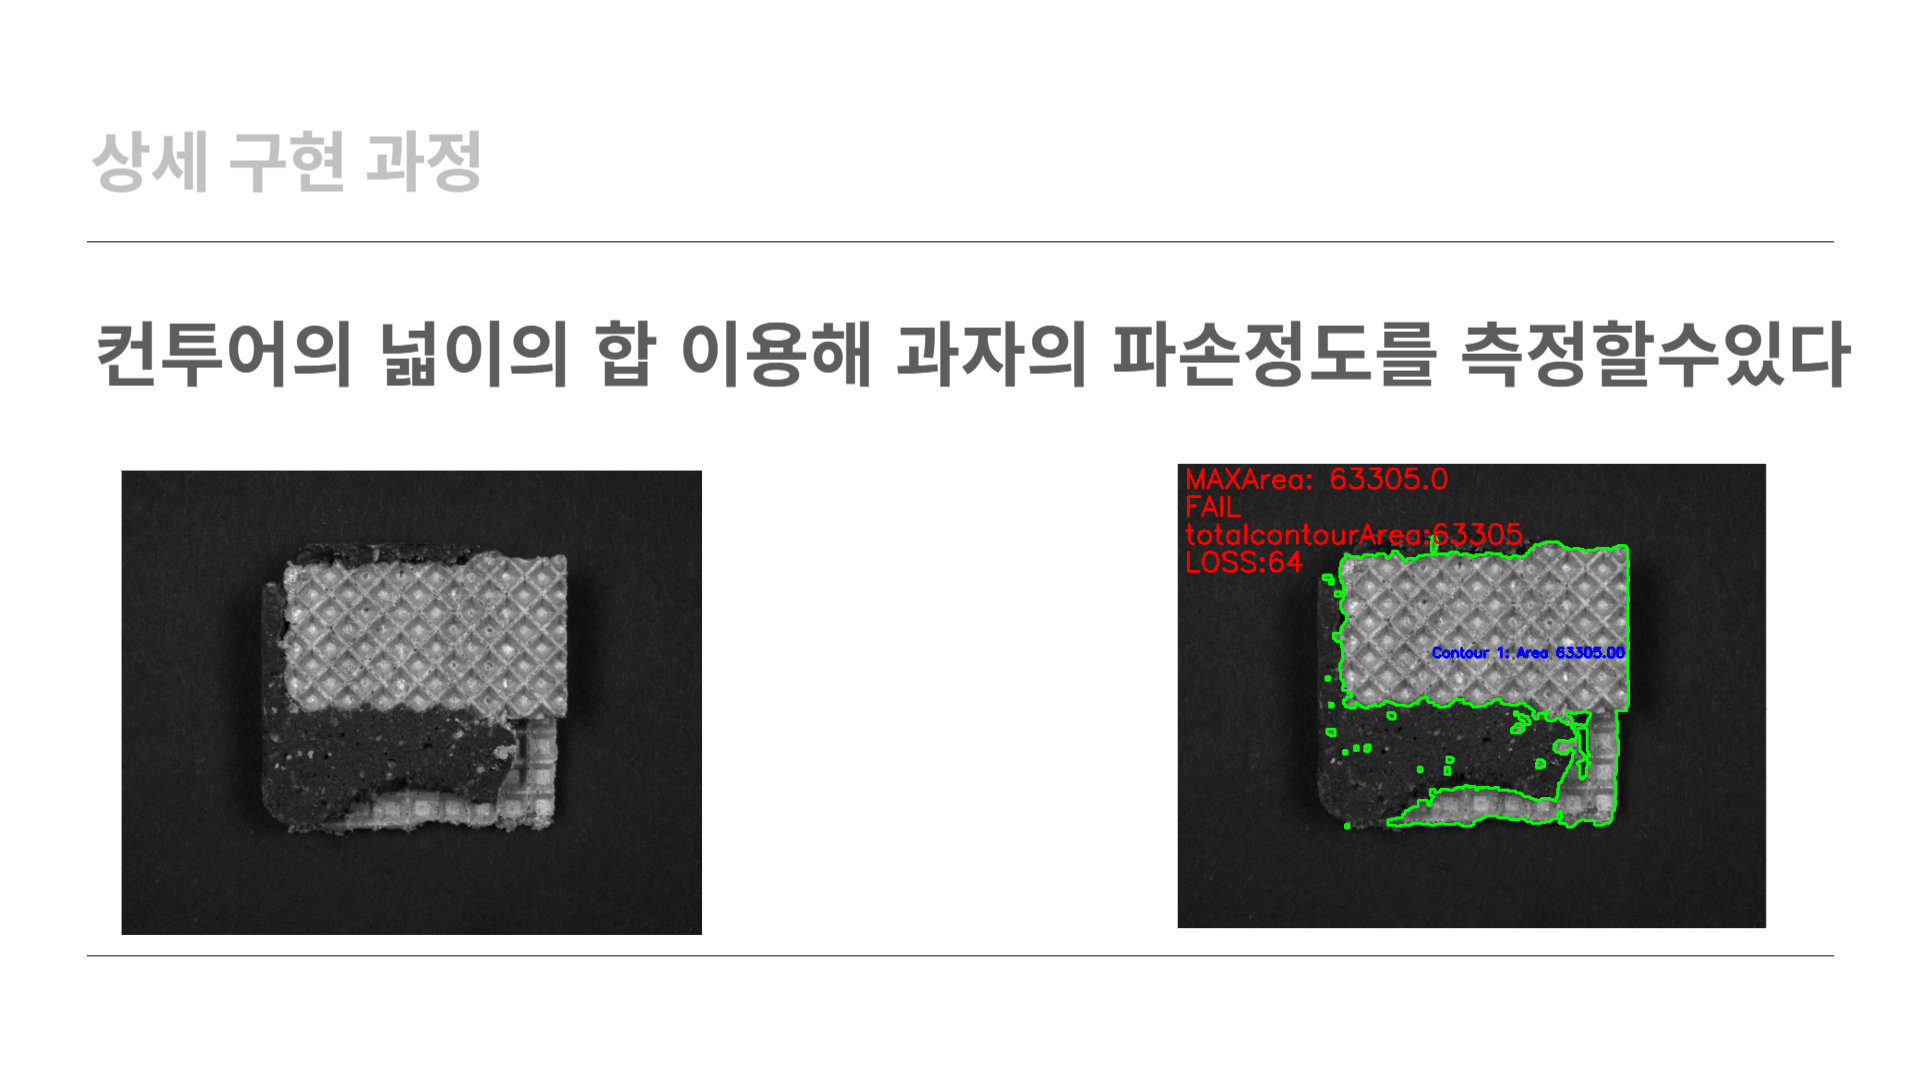 상세 구현 과정
컨투어의 넓이의 합 이용해 과자의 파손정도를 측정할수있다
MAXArea: 63305.0
FAIL
totalcontourArea:63305
LOSS:64
Contour 1: Area 63305.00